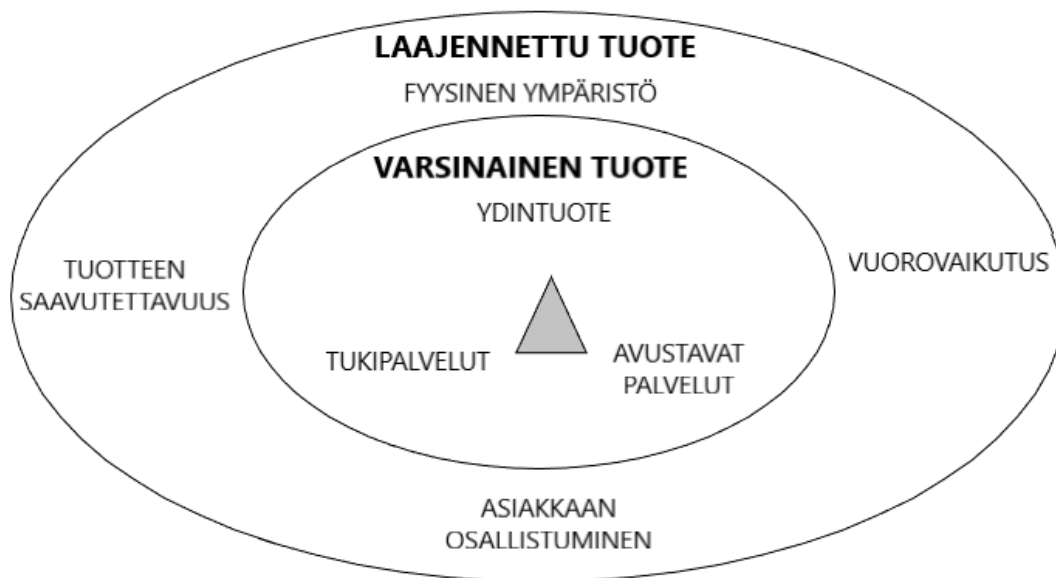 LAAJENNETTU TUOTE
FYYSINEN YMPÄRISTÖ
VARSINAINEN TUOTE
YDINTUOTE
TUOTTEEN
SAAVUTETTAVUUS
VUOROVAIKUTUS
TUKIPALVELUT
AVUSTAVAT
PALVELUT
ASIAKKAAN
OSALLISTUMINEN